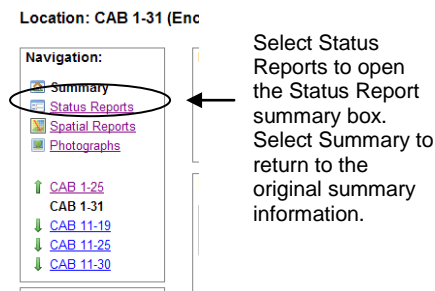 Location: CAB 1-31 (Enc
Navigation:
Summary
Status Reports
Spatial Reports
Photographs
CAB 1-25
CAB 1-31
CAB 11-19
CAB 11-25
CAB 11-30
Select Status
Reports to open
the Status Report
summary box.
Select Summary to
return to the
original summary
information.